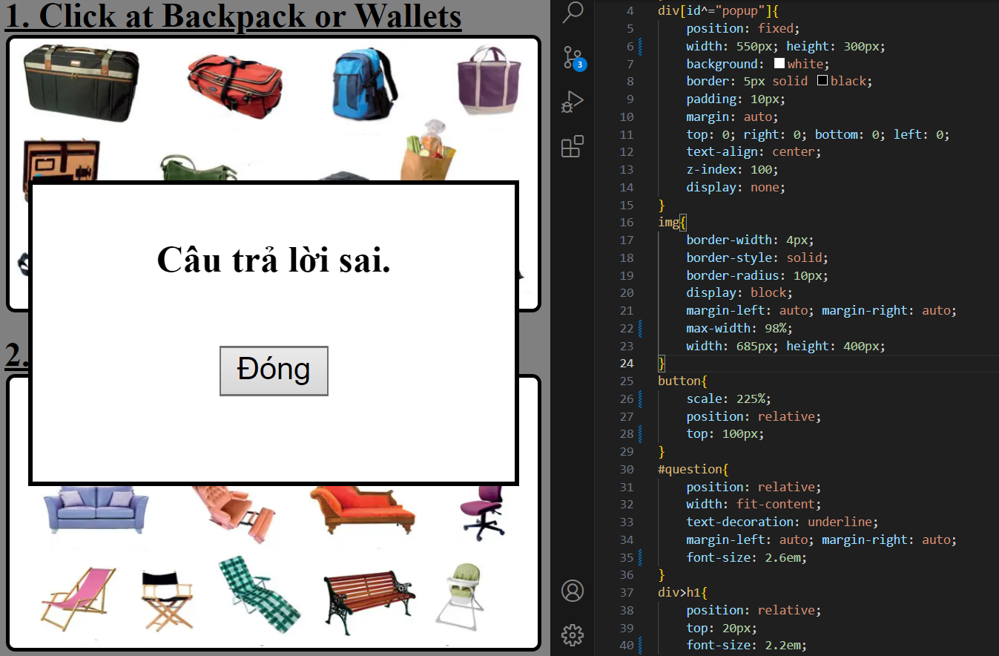 1. Click at Backpack or Wallets
Câu trả lời sai.
Đóng
2.
3
4 div[id^="popup"]{
5 position: fixed;
6 width: 550px; height: 300px;
7 background: white;
8 border: 5px solid black;
9 padding: 10px;
10 margin: auto;
11 top: 0; right: 0; bottom: 0; left: 0;
12 text-align: center;
13 z-index: 100;
14 display: none;
15 }
16 img{
17 border-width: 4px;
18 border-style: solid;
19 border-radius: 10px;
20 display: block;
21 margin-left: auto; margin-right: auto;
22 max-width: 98%;
23 width: 685px; height: 400px;
24 }
25 button{
26 scale: 225%;
27 position: relative;
28 top: 100px;
29 }
30 #question{
31 position: relative;
32 width: fit-content;
33 text-decoration: underline;
34 margin-left: auto; margin-right: auto;
35 font-size: 2.6em;
36 }
37 div>h1{
38 position: relative;
39 top: 20px;
40 font-size: 2.2em;